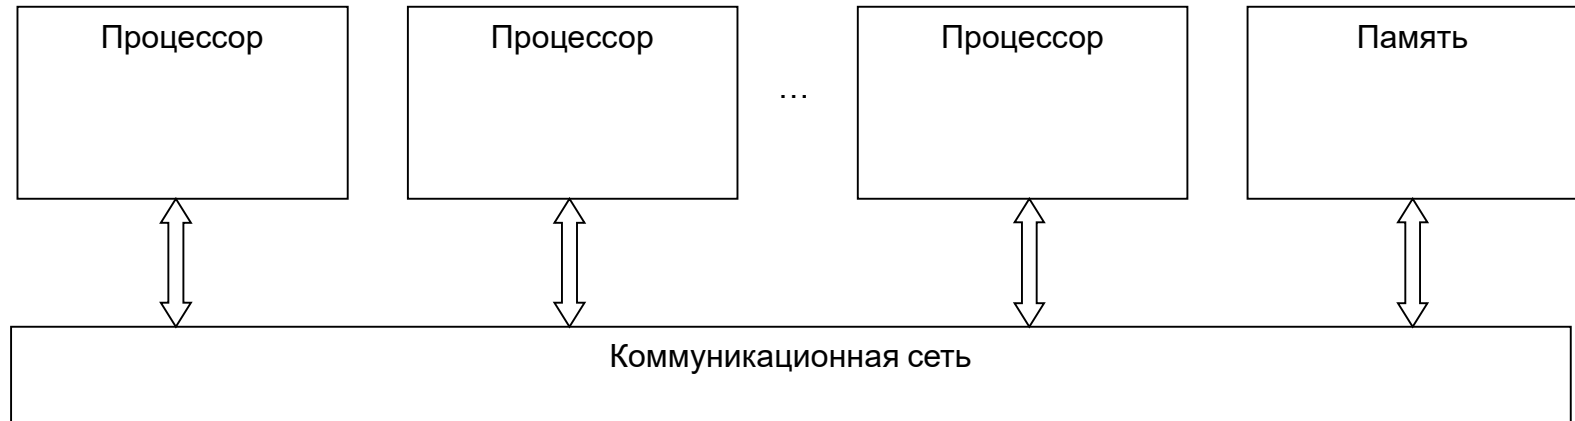 Процессор
Процессор
…
Процессор
Память
Коммуникационная сеть